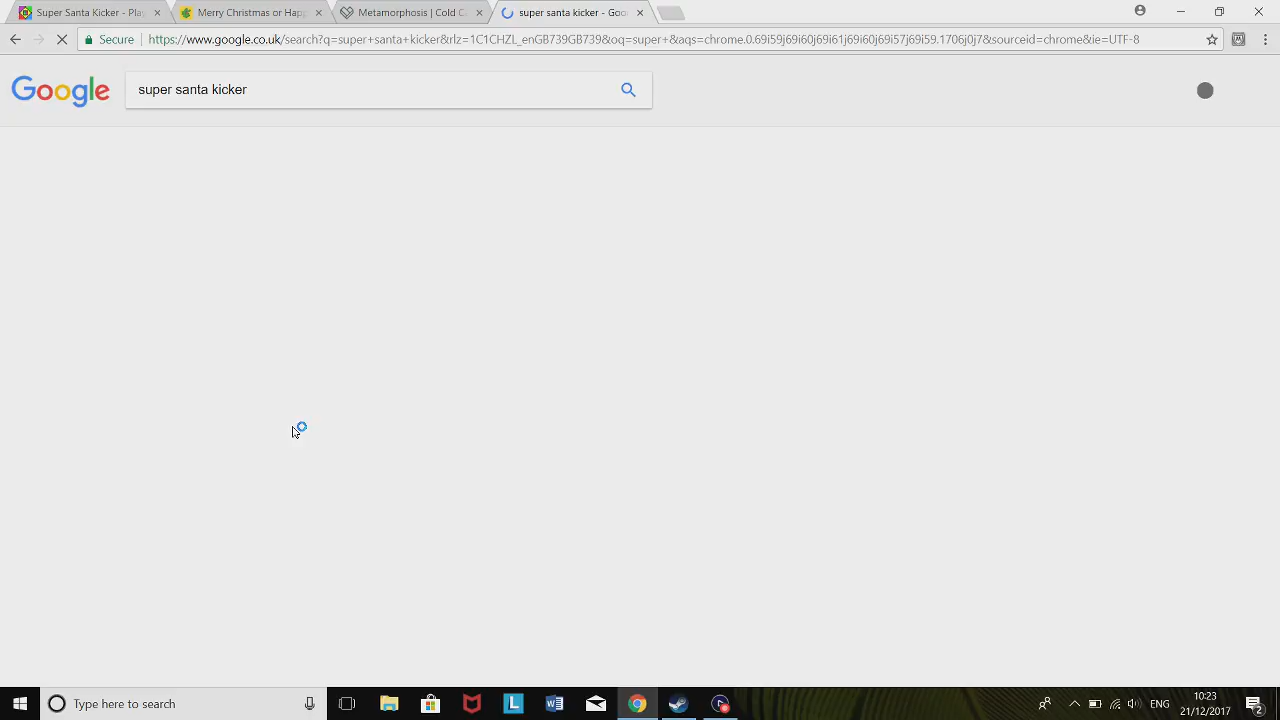 Super Santa Kicker - Play
Merry Christmas or Happ
Metamorphosis | Cold C
super santa kicker - Goo
Secure
https://www.google.co.uk/search?q=super+santa+kicker&rlz=1C1CHZL_enGB739GB739&oq=super+&aqs=chrome.0.69i59j69i60j69i61j69i60j69i57j69i59.1706j0j7&sourceid=chrome&ie=UTF-8
Google
super santa kicker
Type here to search
L
W
ENG
10:23
21/12/2017
2